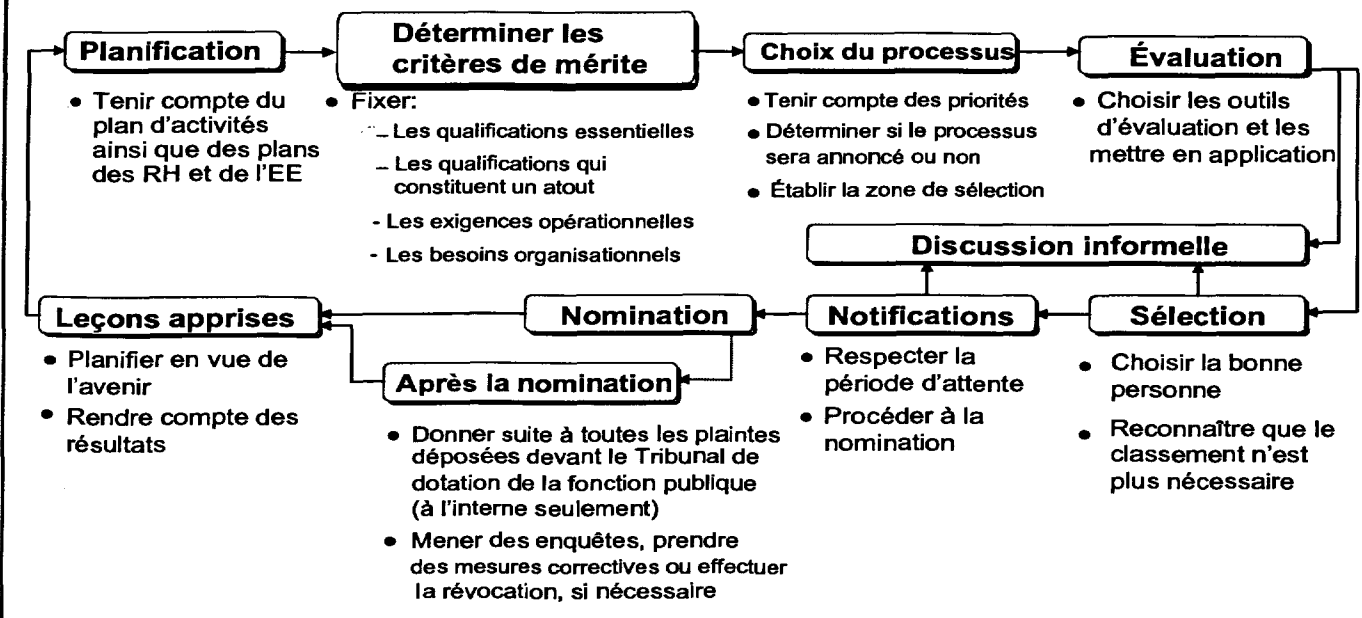 Planification
• Tenir compte du
plan d'activités
ainsi que des plans
des RH et de l'EE
Déterminer les
critères de mérite
• Fixer:
– Les qualifications essentielles
– Les qualifications qui
constituent un atout
- Les exigences opérationnelles
- Les besoins organisationnels
Choix du processus
• Tenir compte des priorités
• Déterminer si le processus
sera annoncé ou non
• Établir la zone de sélection
Évaluation
• Choisir les outils
d'évaluation et les
mettre en application
Discussion informelle
Sélection
• Choisir la bonne
personne
• Reconnaître que le
classement n'est
plus nécessaire
Notifications
• Respecter la
période d'attente
• Procéder à la
nomination
Nomination
Après la nomination
• Donner suite à toutes les plaintes
déposées devant le Tribunal de
dotation de la fonction publique
(à l'interne seulement)
• Mener des enquêtes, prendre
des mesures correctives ou effectuer
la révocation, si nécessaire
Leçons apprises
• Planifier en vue de
l'avenir
• Rendre compte des
résultats